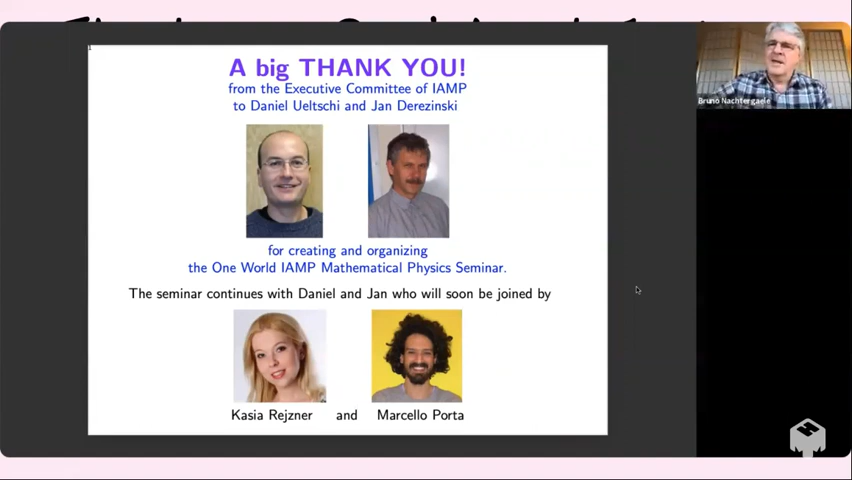 A big THANK YOU!
from the Executive Committee of IAMP
to Daniel Ueltschi and Jan Derezinski
Bruno Nachtergaele
for creating and organizing
the One World IAMP Mathematical Physics Seminar.
The seminar continues with Daniel and Jan who will soon be joined by
Kasia Rejzner and Marcello Porta